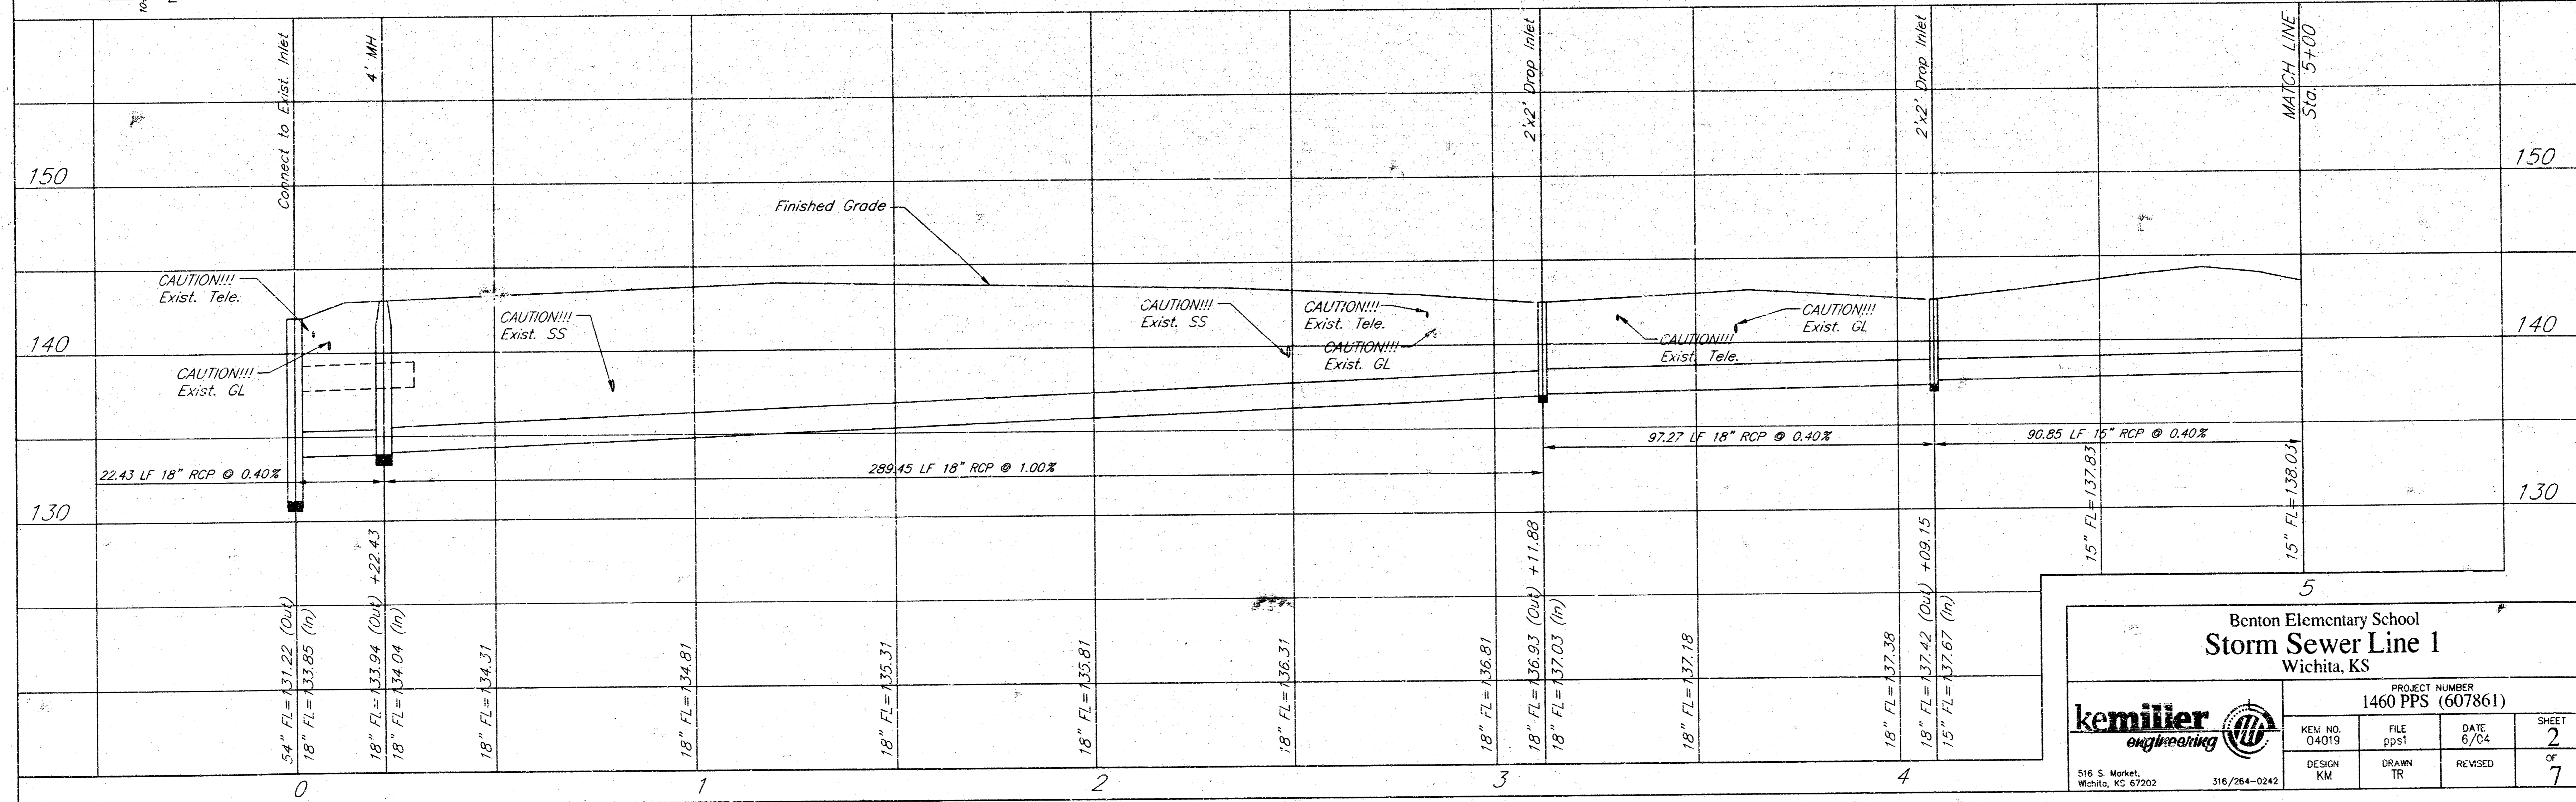 Connect to Exist. Inlet
4' MH
2'x2' Drop Inlet
2'x2' Drop Inlet
MATCH LINE
Sta. 5+00
150
150
Finished Grade
CAUTION!!!
Exist. Tele.
CAUTION!!!
Exist. GL
CAUTION!!!
Exist. SS
CAUTION!!!
Exist. SS
CAUTION!!!
Exist. Tele.
CAUTION!!!
Exist. GL
CAUTION!!!
Exist. Tele.
CAUTION!!!
Exist. GL
140
140
22.43 LF 18" RCP @ 0.40%
289.45 LF 18" RCP @ 1.00%
97.27 LF 18" RCP @ 0.40%
90.85 LF 15" RCP @ 0.40%
130
130
54" FL=131.22 (Out)
18" FL=133.85 (In)
18" FL=133.94 (Out) +22.43
18" FL=134.04 (In)
18" FL=134.31
18" FL=134.81
18" FL=135.31
18" FL=135.81
18" FL=136.31
18" FL=136.81
18" FL=136.93 (Out) +11.88
18" FL=137.03 (In)
18" FL=137.18
18" FL=137.38
18" FL=137.42 (Out) +09.15
15" FL=137.67 (In)
15" FL=137.83
15" FL=138.03
0
1
2
3
4
5
Benton Elementary School
Storm Sewer Line 1
Wichita, KS
kemiller
engineering
516 S. Market,
Wichita, KS 67202
316/264-0242
PROJECT NUMBER
1460 PPS (607861)
KEM NO.
04019
FILE
pps1
DATE
6/04
SHEET
2
OF
7
DESIGN
KM
DRAWN
TR
REVISED